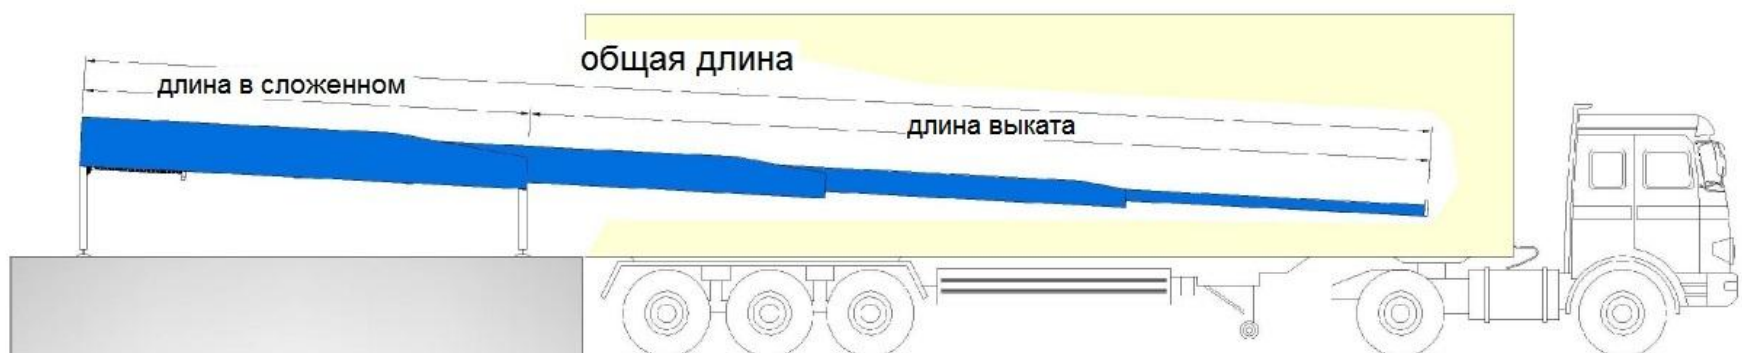 общая длина
длина в сложенном
длина выката